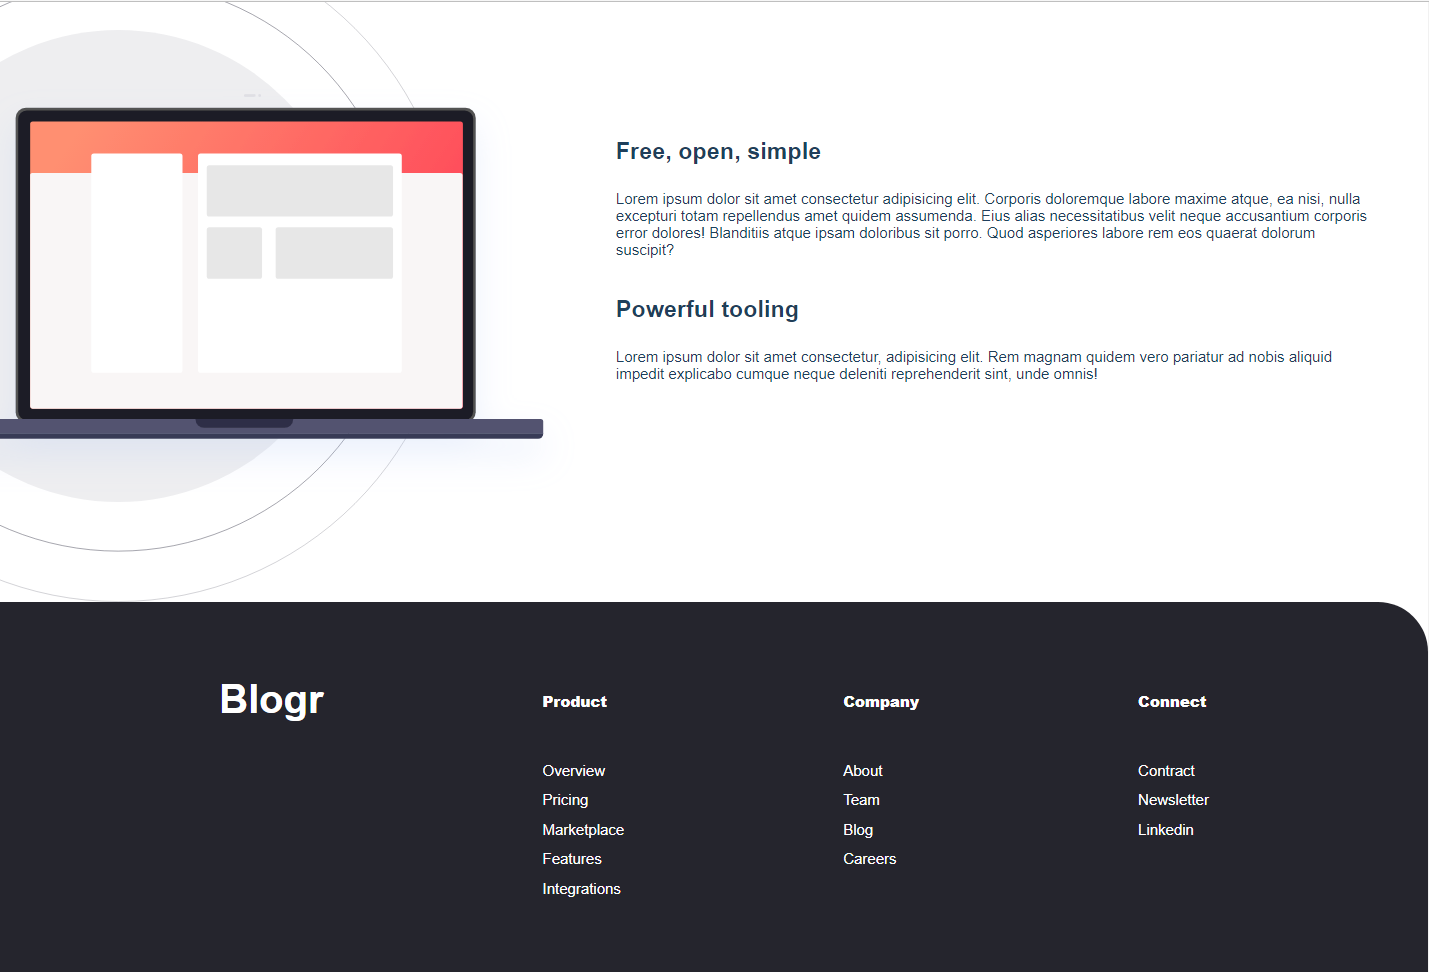 Free, open, simple
Lorem ipsum dolor sit amet consectetur adipisicing elit. Corporis doloremque labore maxime atque, ea nisi, nulla
excepturi totam repellendus amet quidem assumenda. Eius alias necessitatibus velit neque accusantium corporis
error dolores! Blanditiis atque ipsam doloribus sit porro. Quod asperiores labore rem eos quaerat dolorum
suscipit?
Powerful tooling
Lorem ipsum dolor sit amet consectetur, adipisicing elit. Rem magnam quidem vero pariatur ad nobis aliquid
impedit explicabo cumque neque deleniti reprehenderit sint, unde omnis!
Blogr
Product
Overview
Pricing
Marketplace
Features
Integrations
Company
About
Team
Blog
Careers
Connect
Contract
Newsletter
Linkedin